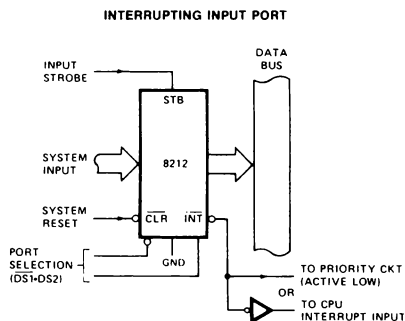 INTERRUPTING INPUT PORT
DATA
BUS
INPUT
STROBE
STB
SYSTEM
INPUT
8212
SYSTEM
RESET
CLR
INT
PORT
SELECTION
(DS1•DS2)
GND
TO PRIORITY CKT
(ACTIVE LOW)
OR
TO CPU
INTERRUPT INPUT